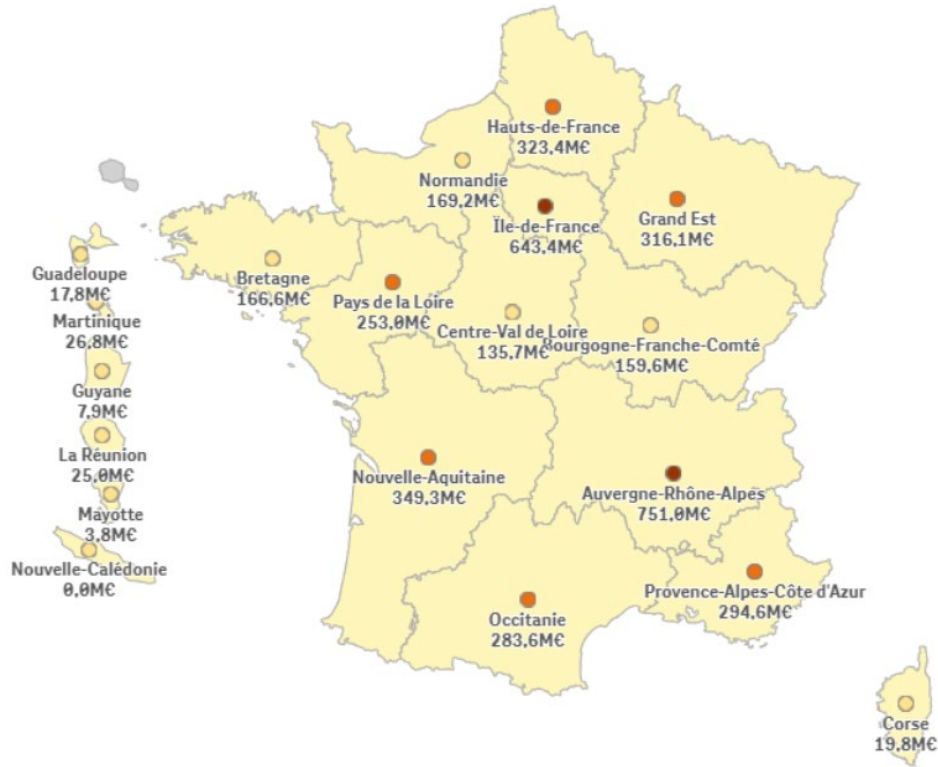 Hauts-de-France
323,4M€
Normandie
169,2M€
Île-de-France
643,4M€
Grand Est
316,1M€
Guadeloupe
17,8M€
Bretagne
166,6M€
Pays de la Loire
253,0M€
Martinique
26,8M€
Centre-Val de Loire
135,7M€
Bourgogne-Franche-Comté
159,6M€
Guyane
7,9M€
La Réunion
25,0M€
Nouvelle-Aquitaine
349,3M€
Auvergne-Rhône-Alpes
751,0M€
Mayotte
3,8M€
Nouvelle-Calédonie
0,0M€
Provence-Alpes-Côte d'Azur
294,6M€
Occitanie
283,6M€
Corse
19,8M€